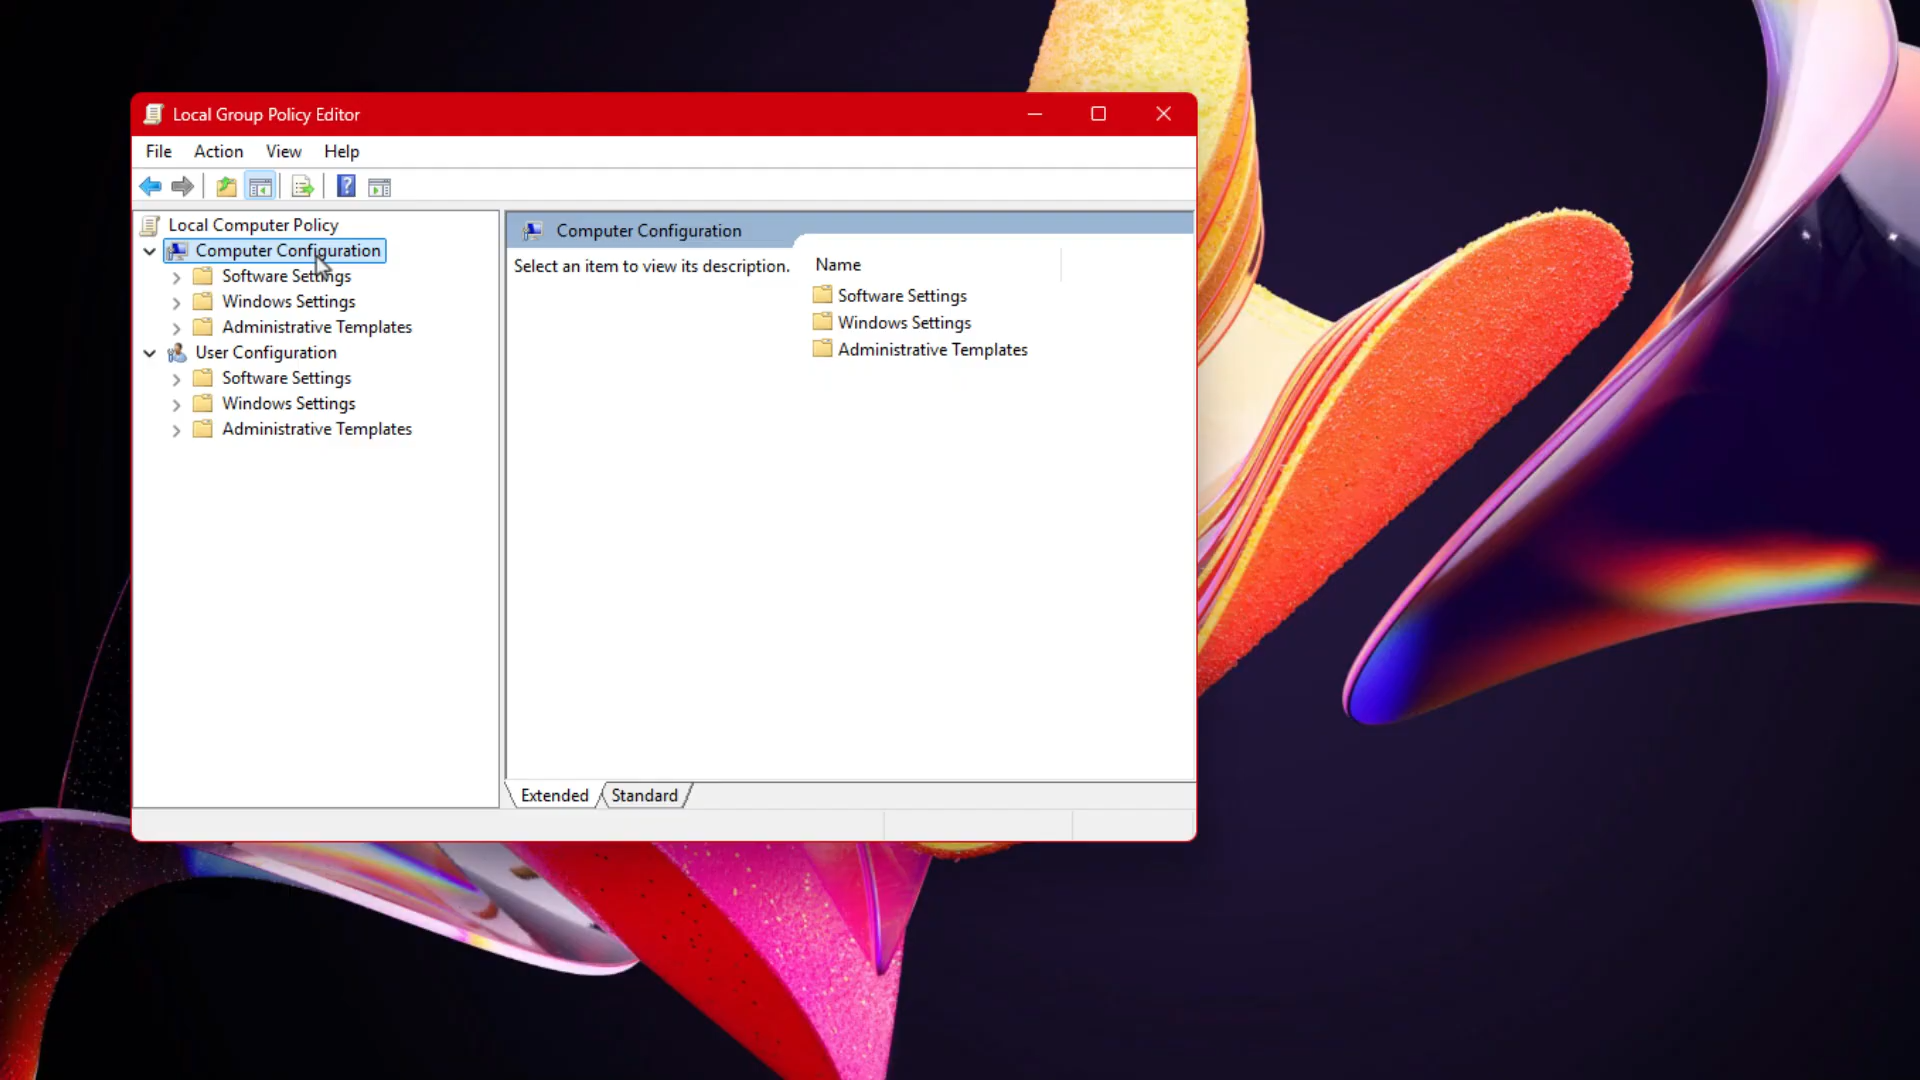 Local Group Policy Editor
File Action View Help
Local Computer Policy
Computer Configuration
Software Settings
Windows Settings
Administrative Templates
User Configuration
Software Settings
Windows Settings
Administrative Templates
Computer Configuration
Select an item to view its description.
Name
Software Settings
Windows Settings
Administrative Templates
Extended Standard